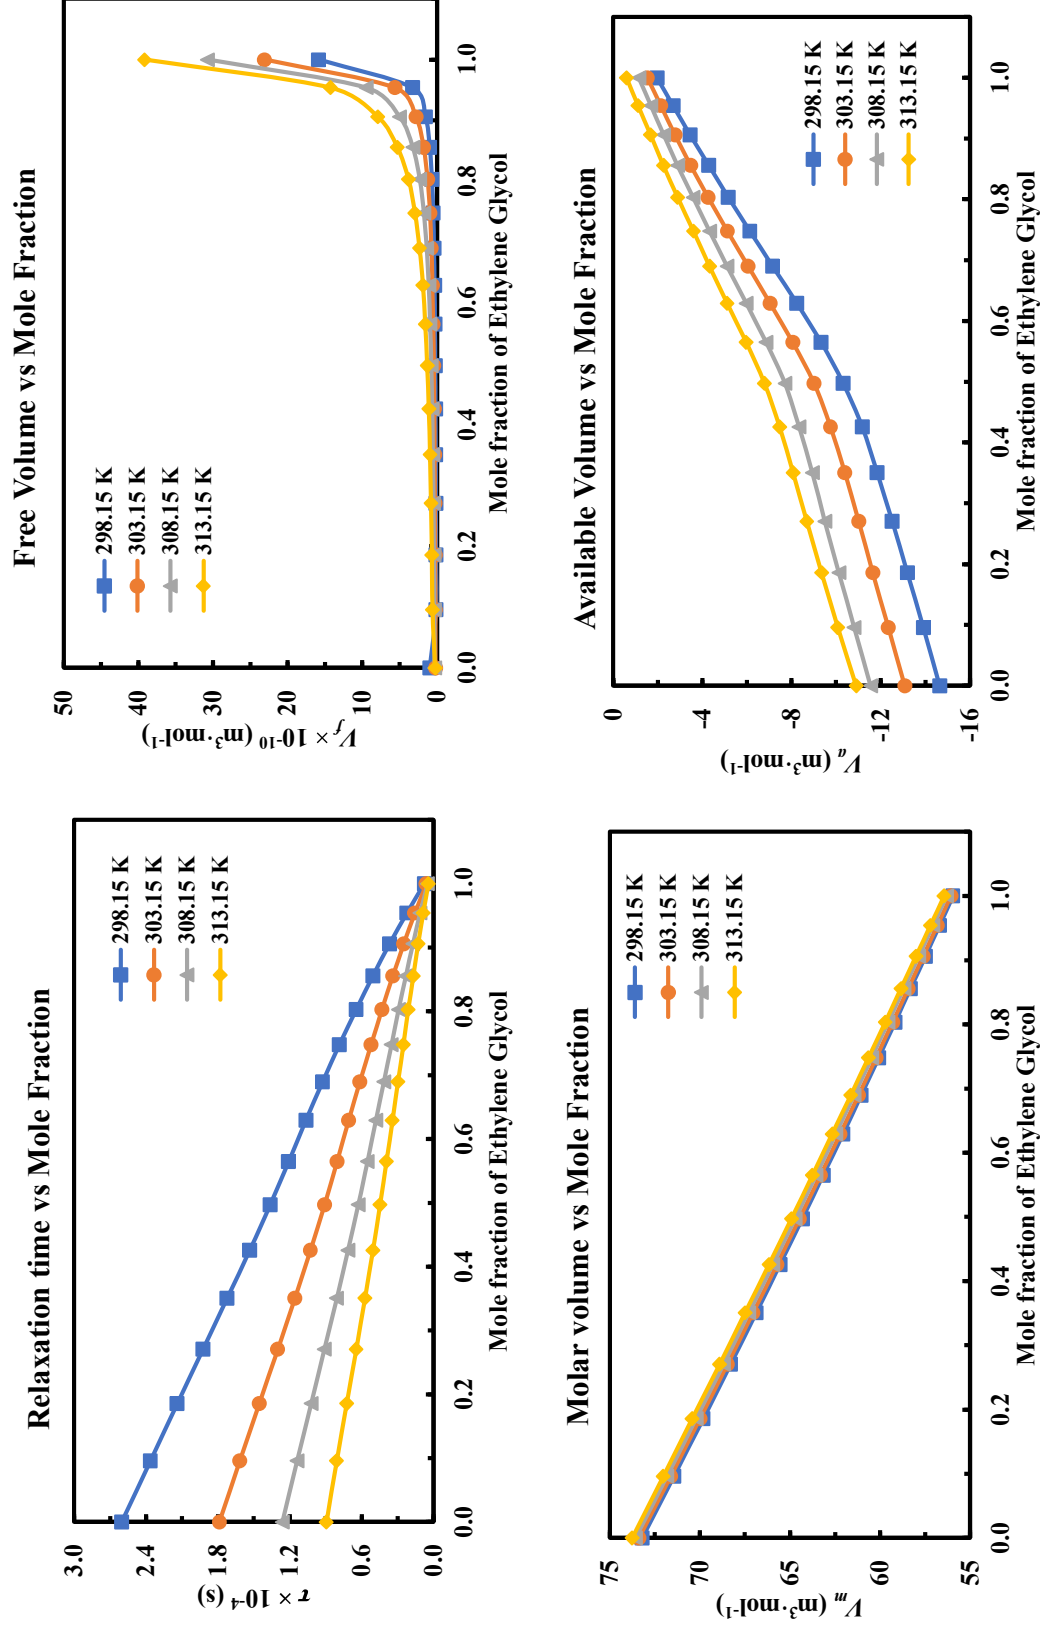 Relaxation time vs Mole Fraction
τ × 10⁻⁴ (s)
3.0
2.4
1.8
1.2
0.6
0.0
0.0 0.2 0.4 0.6 0.8 1.0
Mole fraction of Ethylene Glycol
298.15 K
303.15 K
308.15 K
313.15 K
Free Volume vs Mole Fraction
V_f × 10⁻¹⁰ (m³·mol⁻¹)
50
40
30
20
10
0
0.0 0.2 0.4 0.6 0.8 1.0
Mole fraction of Ethylene Glycol
298.15 K
303.15 K
308.15 K
313.15 K
Molar volume vs Mole Fraction
V_m (m³·mol⁻¹)
75
70
65
60
55
0.0 0.2 0.4 0.6 0.8 1.0
Mole fraction of Ethylene Glycol
298.15 K
303.15 K
308.15 K
313.15 K
Available Volume vs Mole Fraction
V_a (m³·mol⁻¹)
0
-4
-8
-12
-16
0.0 0.2 0.4 0.6 0.8 1.0
Mole fraction of Ethylene Glycol
298.15 K
303.15 K
308.15 K
313.15 K